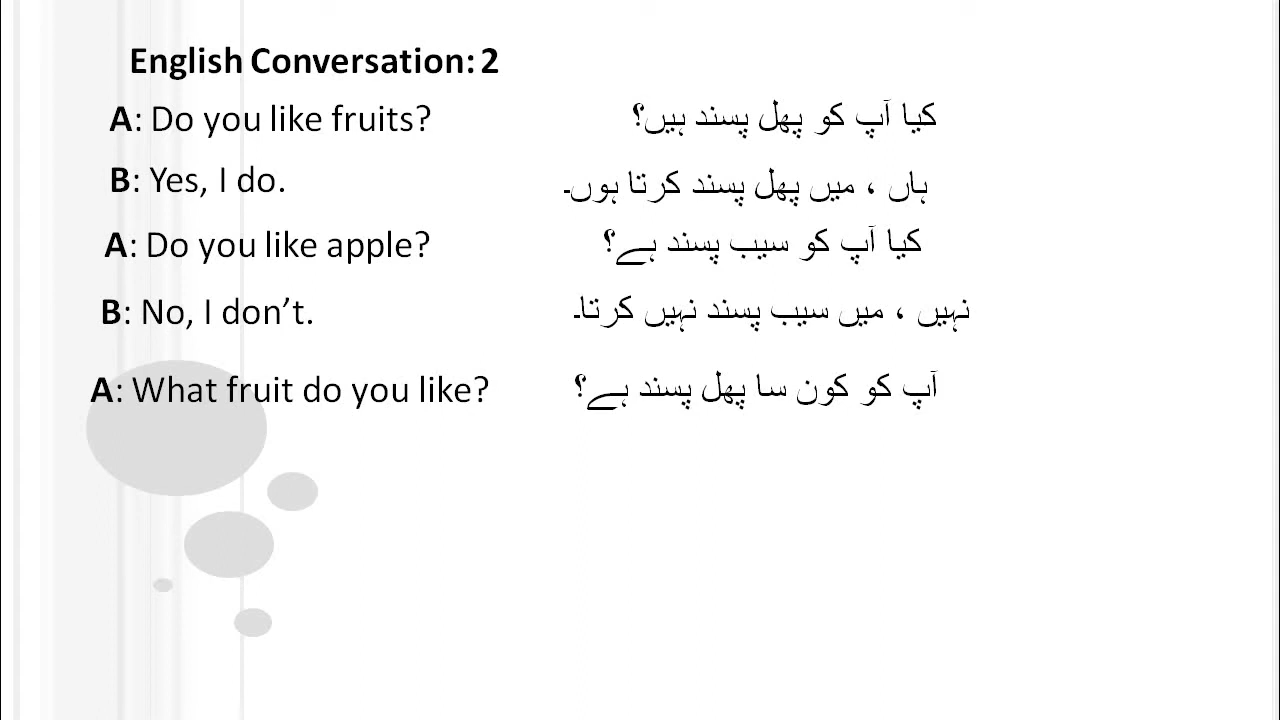 English Conversation: 2
A: Do you like fruits? کیا آپ کو پھل پسند ہیں؟
B: Yes, I do. ہاں ، میں پھل پسند کرتا ہوں۔
A: Do you like apple? کیا آپ کو سیب پسند ہے؟
B: No, I don’t. نہیں ، میں سیب پسند نہیں کرتا۔
A: What fruit do you like? آپ کو کون سا پھل پسند ہے؟